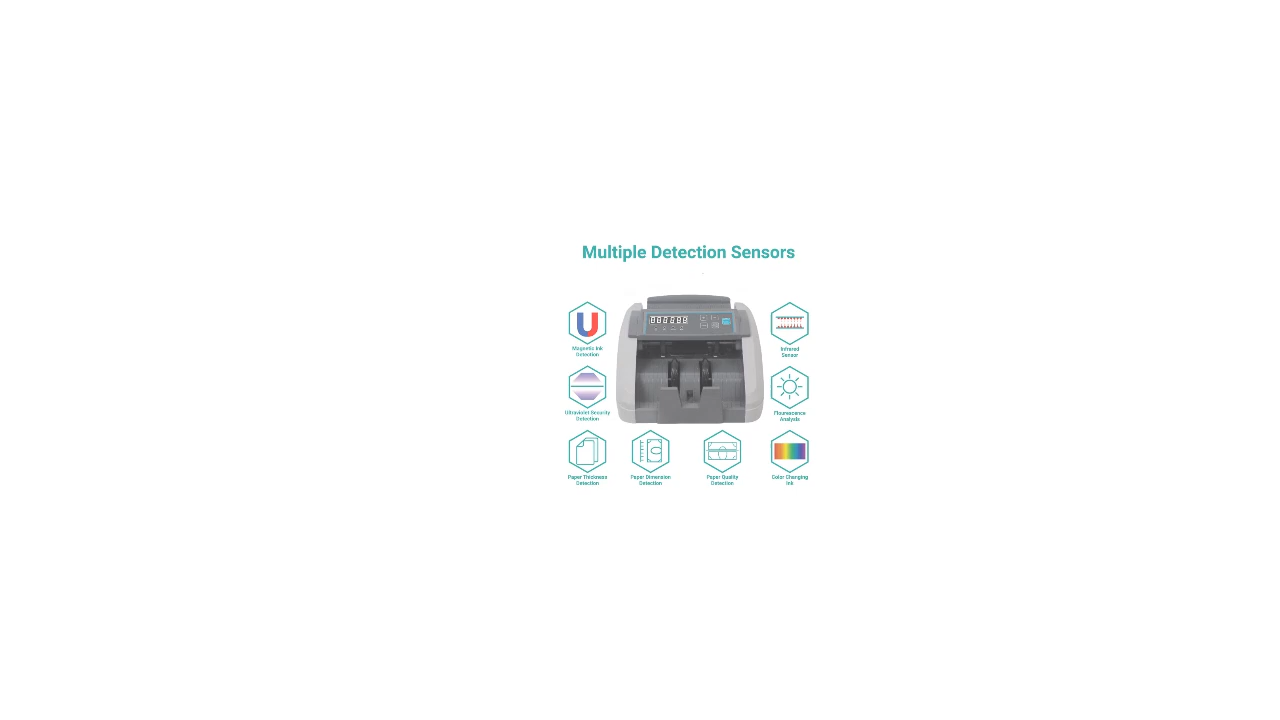 Multiple Detection Sensors
Magnetic Ink
Detection
Infrared
Sensor
Ultraviolet Security
Detection
Flourescence
Analysis
Paper Thickness
Detection
Paper Dimension
Detection
Paper Quality
Detection
Color Changing
Ink